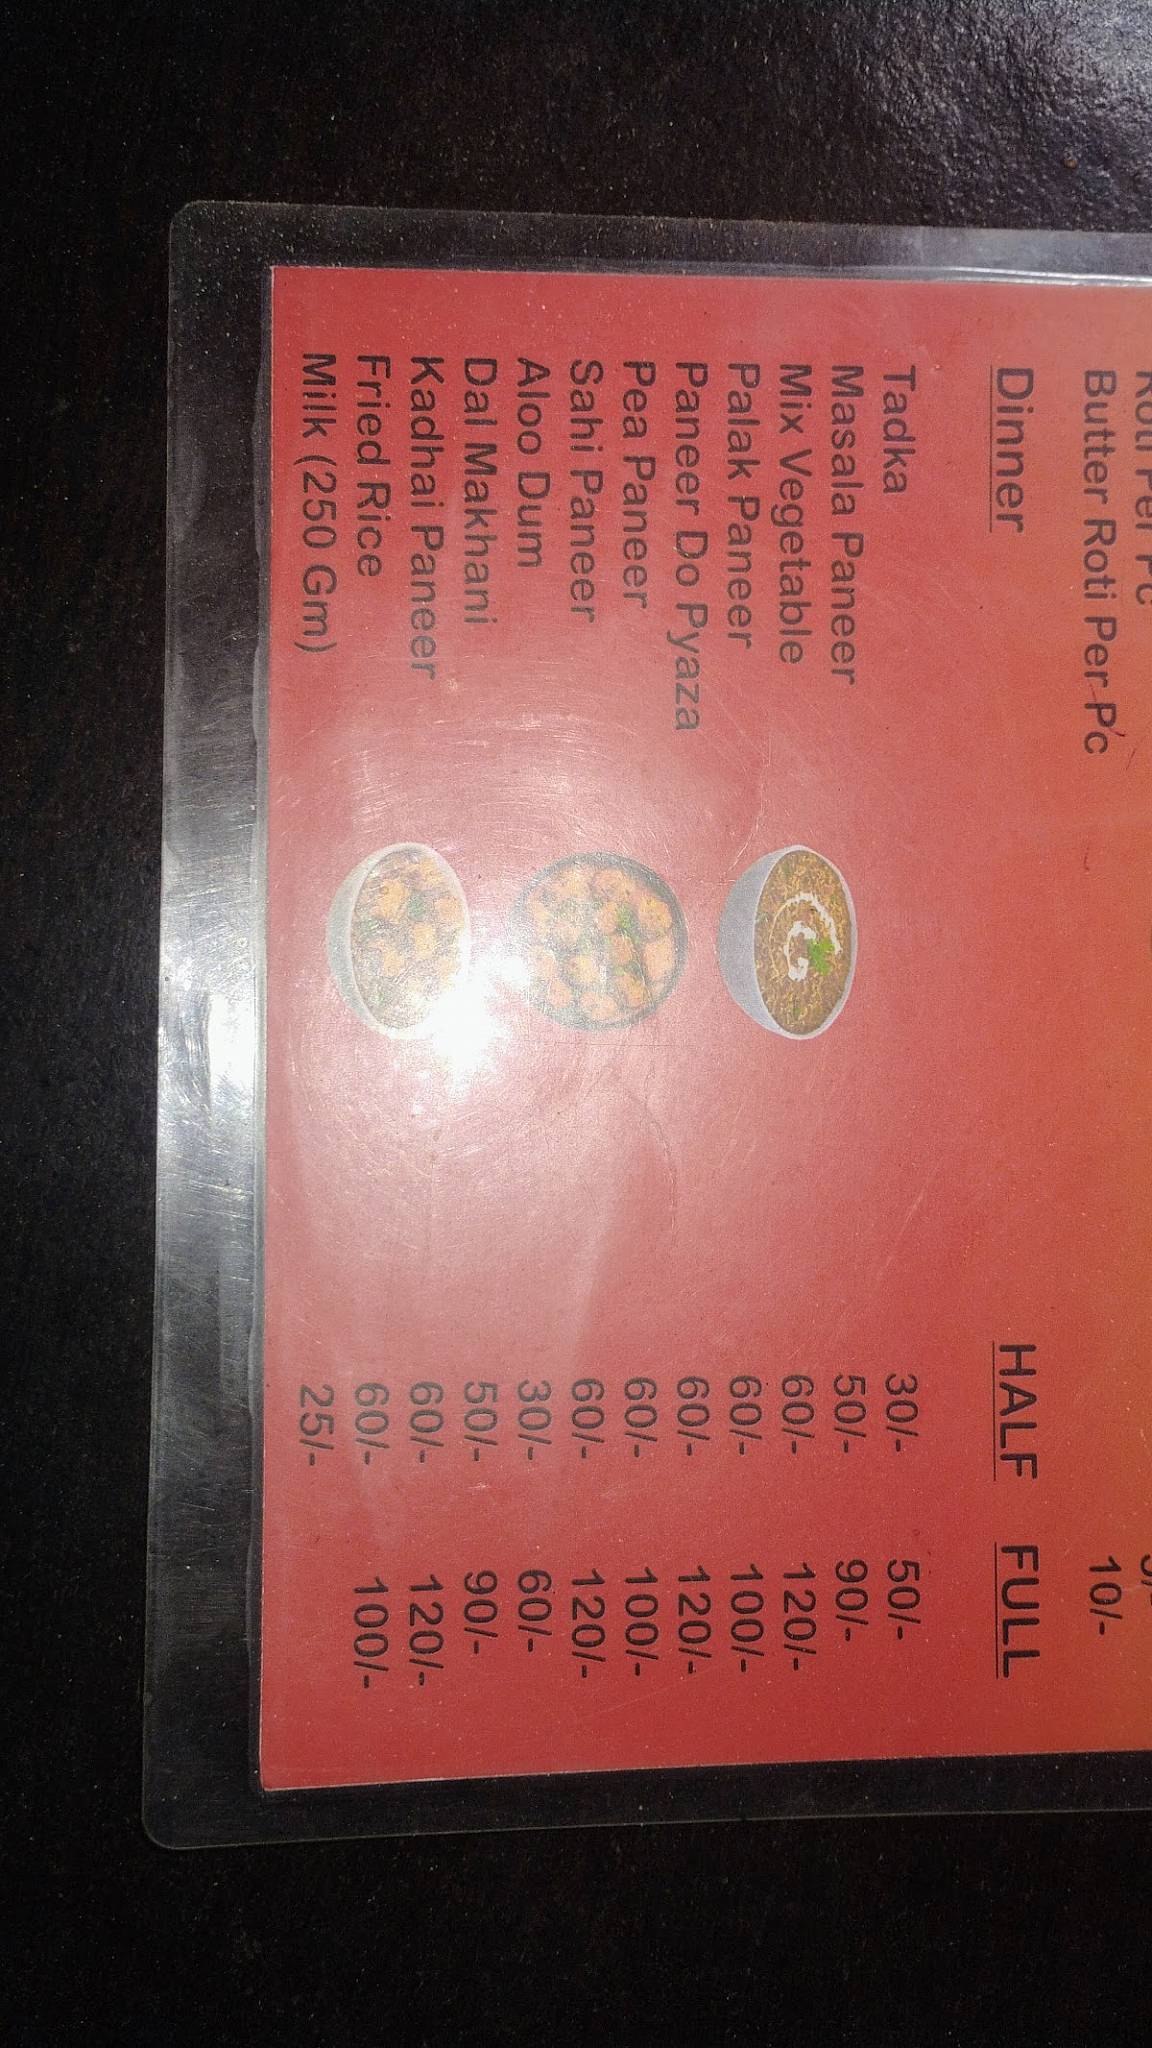 Butter Roti Per Pc 10/-
Dinner HALF FULL
Tadka 30/- 50/-
Masala Paneer 50/- 90/-
Mix Vegetable 60/- 120/-
Palak Paneer 60/- 100/-
Paneer Do Pyaza 60/- 120/-
Pea Paneer 60/- 100/-
Sahi Paneer 60/- 120/-
Aloo Dum 30/- 60/-
Dal Makhani 50/- 90/-
Kadhai Paneer 60/- 120/-
Fried Rice 60/- 100/-
Milk (250 Gm) 25/-